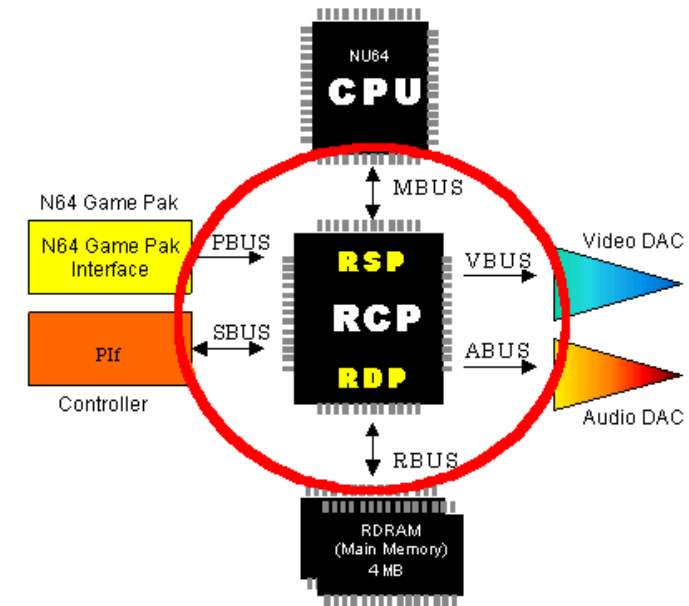 NU64
CPU
MBUS
N64 Game Pak
N64 Game Pak
Interface
PBUS
RSP
VBUS
Video DAC
RCP
SBUS
PIf
ABUS
RDP
Controller
Audio DAC
RBUS
RDRAM
(Main Memory)
4 MB